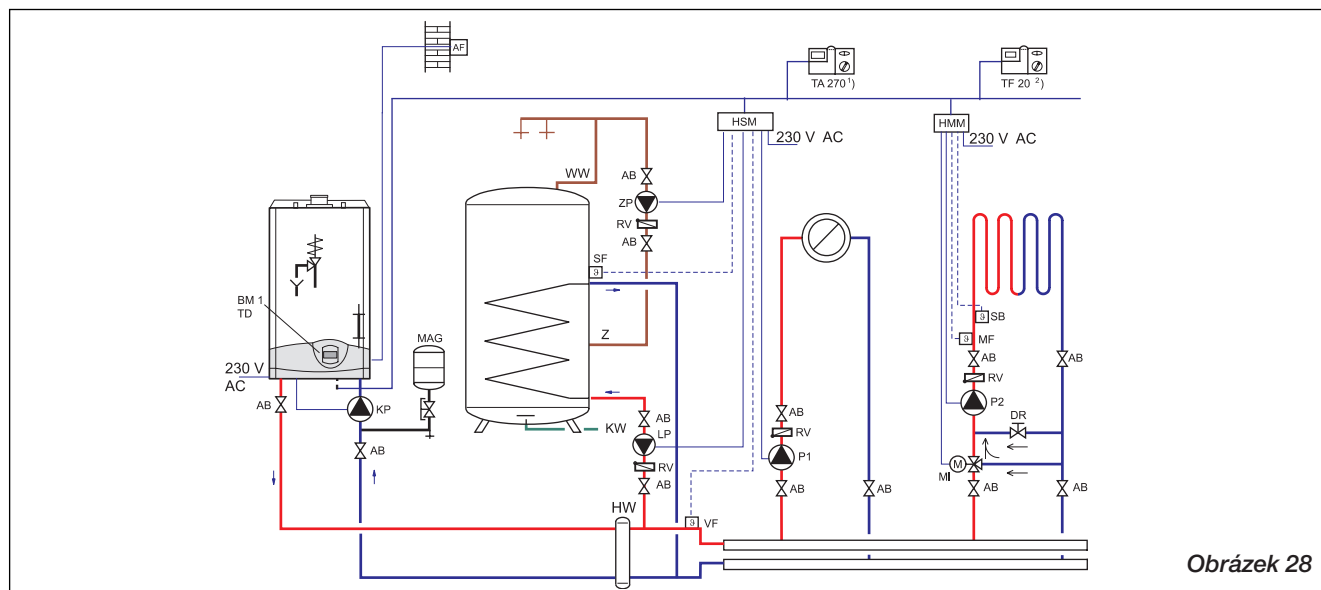 AF
TA 270 1)
TF 20 2)
HSM
230 V AC
HMM
230 V AC
WW
AB
ZP
RV
AB
SF
Z
BM 1
TD
MAG
230 V
AC
AB
KP
AB
KW
AB
LP
RV
AB
HW
VF
AB
RV
P1
AB
AB
SB
MF
AB
AB
RV
P2
DR
M
MI
AB
AB
Obrázek 28